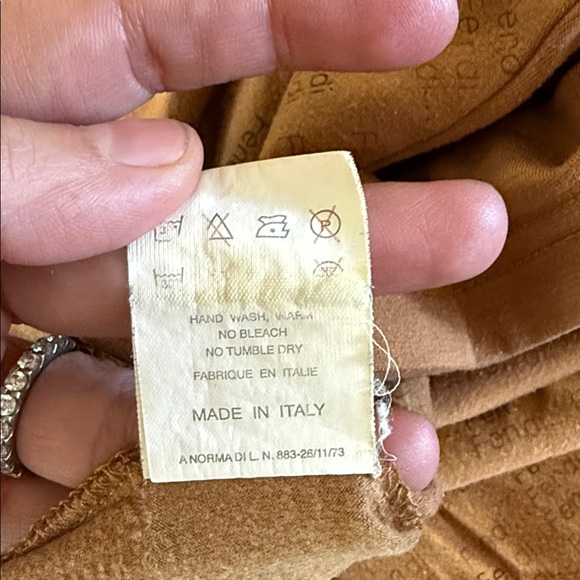 Fendi
P
HAND WASH, WARM
NO BLEACH
NO TUMBLE DRY
FABRIQUE EN ITALIE
MADE IN ITALY
A NORMA DI L. N. 883-26/11/73